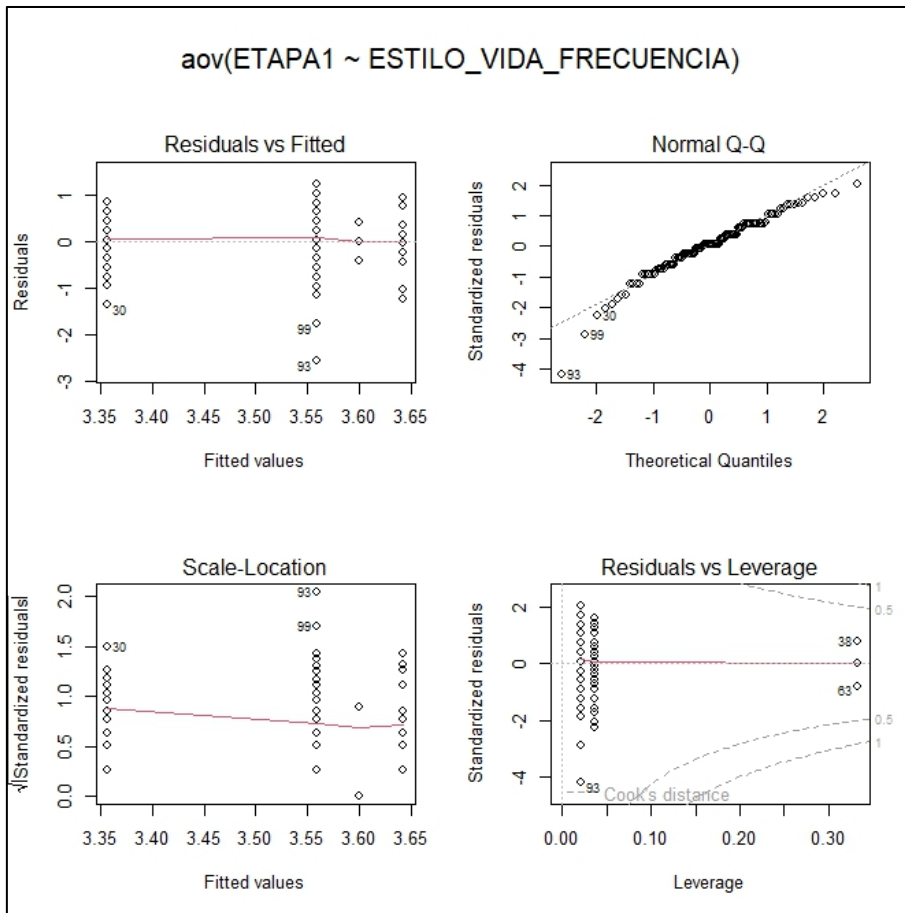 aov(ETAPA1 ~ ESTILO_VIDA_FRECUENCIA)
Residuals vs Fitted
Residuals
1
0
-1
-2
-3
30
99
93
3.35 3.40 3.45 3.50 3.55 3.60 3.65
Fitted values
Normal Q-Q
Standardized residuals
2
1
0
-1
-2
-3
-4
30
99
93
-2 -1 0 1 2
Theoretical Quantiles
Scale-Location
√|Standardized residuals|
2.0
1.5
1.0
0.5
0.0
93
99
30
3.35 3.40 3.45 3.50 3.55 3.60 3.65
Fitted values
Residuals vs Leverage
Standardized residuals
2
0
-2
-4
1
0.5
38
63
0.5
1
93
Cook's distance
0.00 0.10 0.20 0.30
Leverage